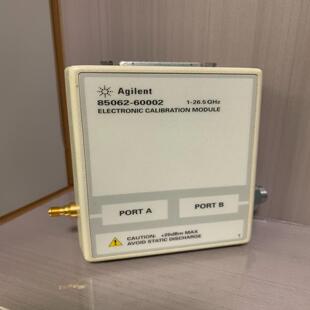 Agilent
85062-60002 1-26.5 GHz
ELECTRONIC CALIBRATION MODULE
PORT A PORT B
CAUTION: +20dBm MAX
AVOID STATIC DISCHARGE